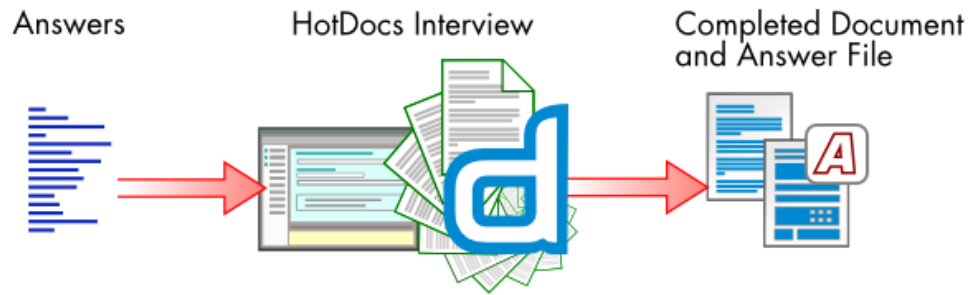 Answers
HotDocs Interview
Completed Document
and Answer File
d
A